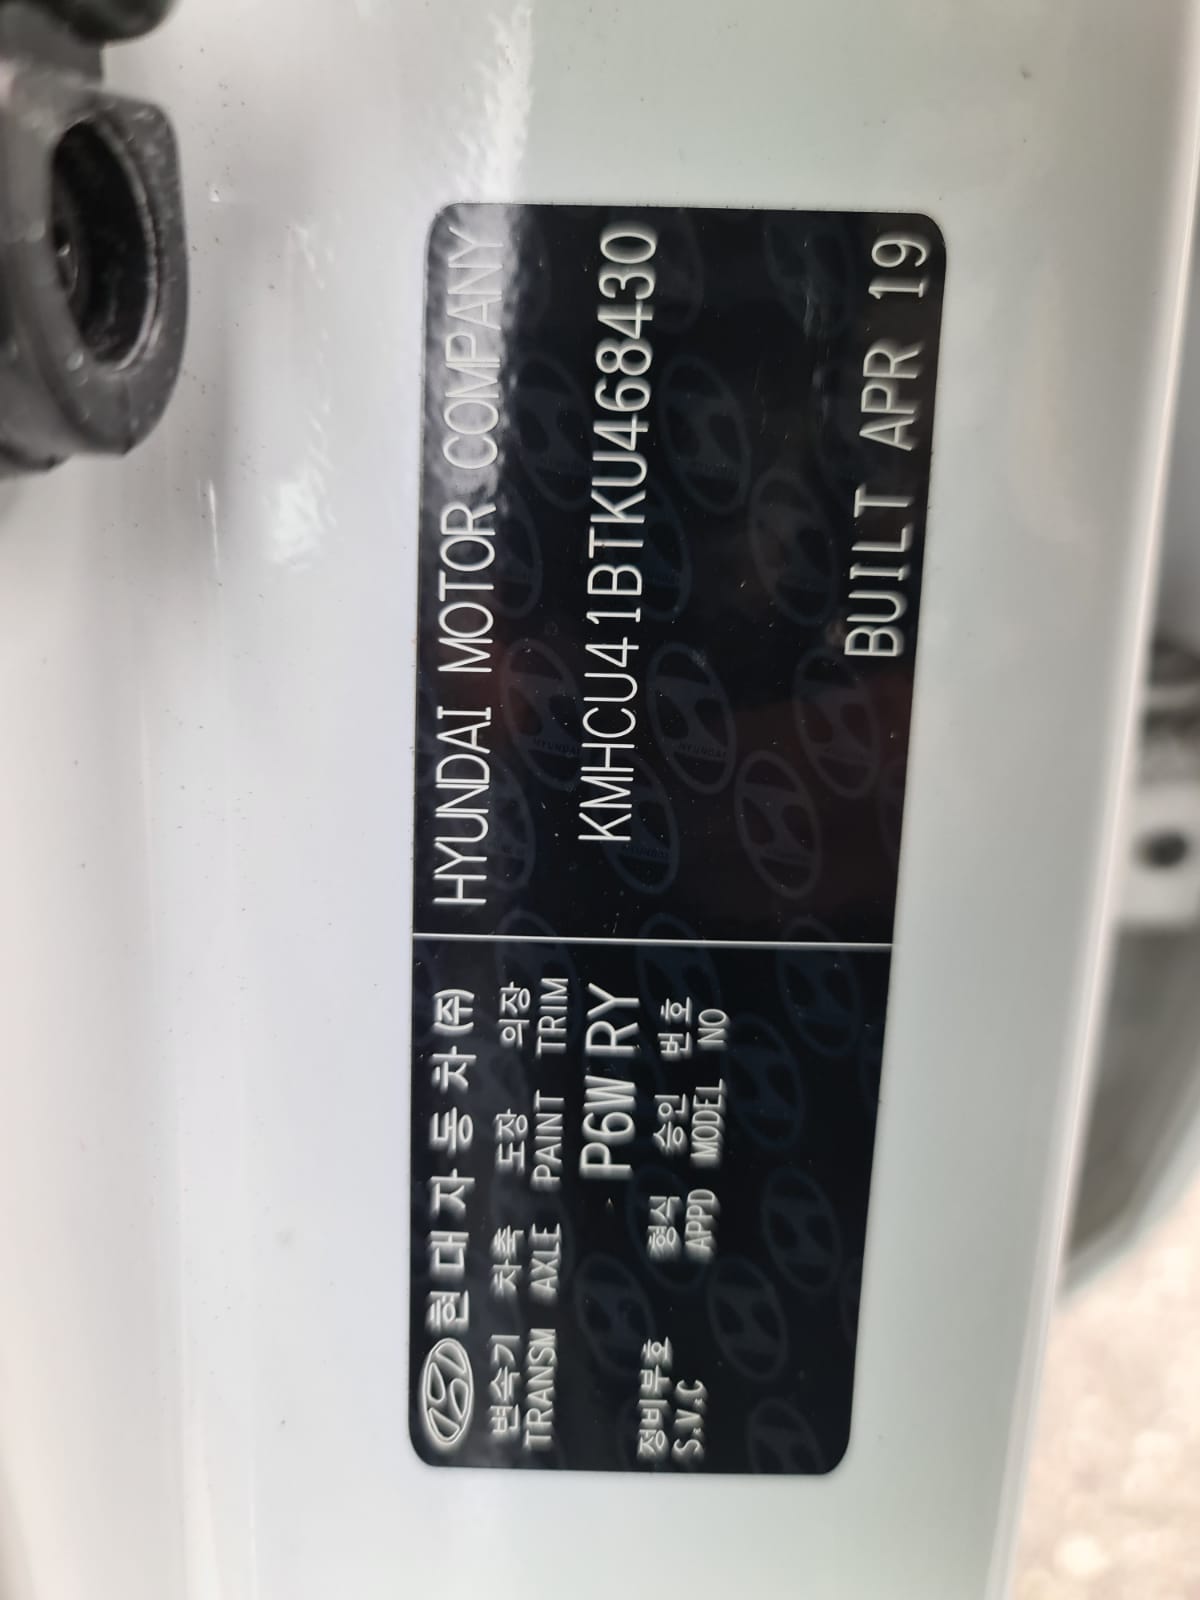 현대자동차(주)
변속기 차축 도장 의장
TRANSM AXLE PAINT TRIM
P6W RY
정비부호 형식 승인 번호
S.V.C APPD MODEL NO
HYUNDAI MOTOR COMPANY
KMHCU41BTKU468430
BUILT APR 19